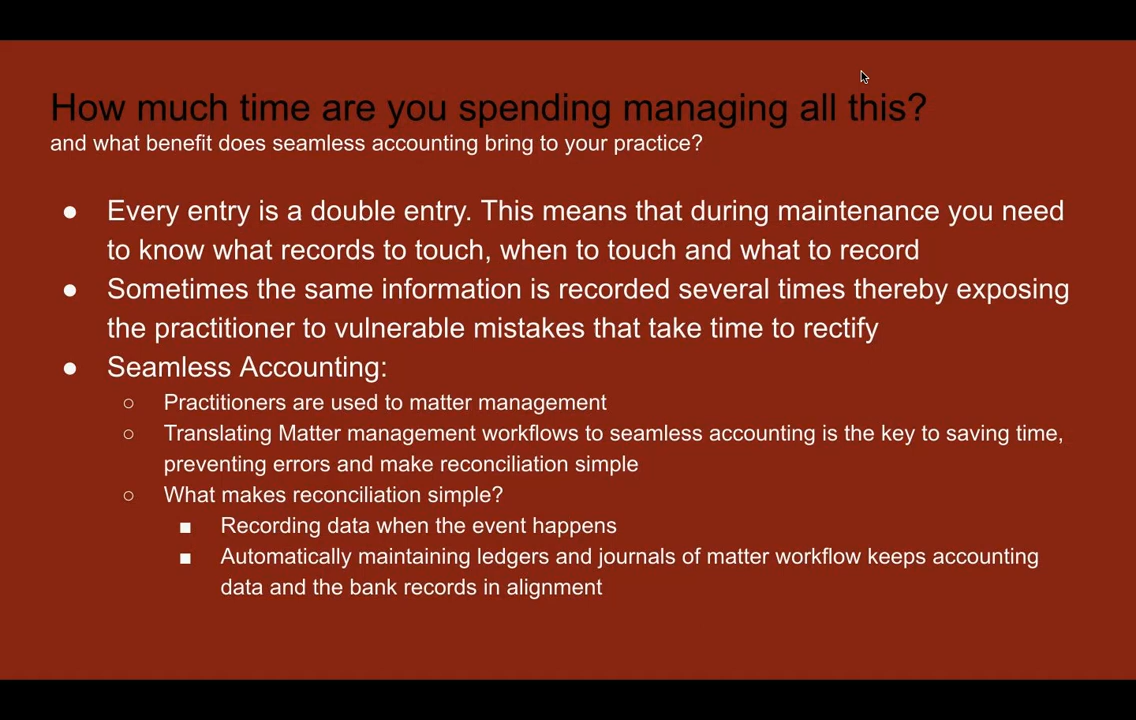 How much time are you spending managing all this?
and what benefit does seamless accounting bring to your practice?
● Every entry is a double entry. This means that during maintenance you need
to know what records to touch, when to touch and what to record
● Sometimes the same information is recorded several times thereby exposing
the practitioner to vulnerable mistakes that take time to rectify
● Seamless Accounting:
○ Practitioners are used to matter management
○ Translating Matter management workflows to seamless accounting is the key to saving time,
preventing errors and make reconciliation simple
○ What makes reconciliation simple?
■ Recording data when the event happens
■ Automatically maintaining ledgers and journals of matter workflow keeps accounting
data and the bank records in alignment